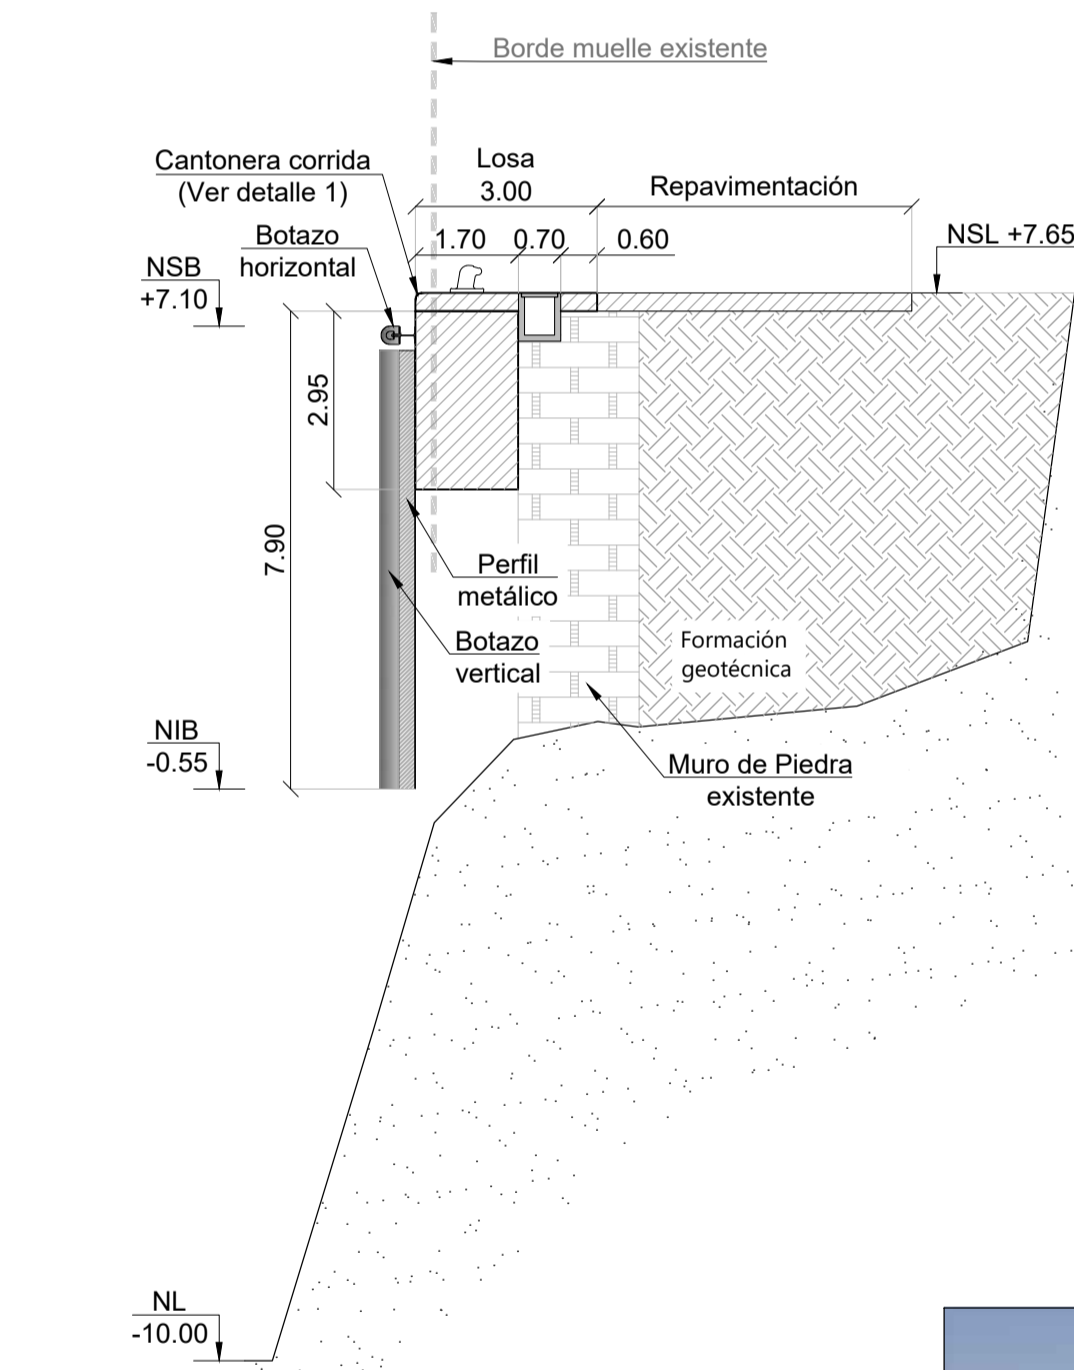 Borde muelle existente
Cantonera corrida
(Ver detalle 1)
Losa
3.00
Repavimentación
Botazo
horizontal
1.70 0.70 0.60
NSL +7.65
NSB
+7.10
2.95
7.90
Perfil
metálico
Botazo
vertical
Formación
geotécnica
NIB
-0.55
Muro de Piedra
existente
NL
-10.00